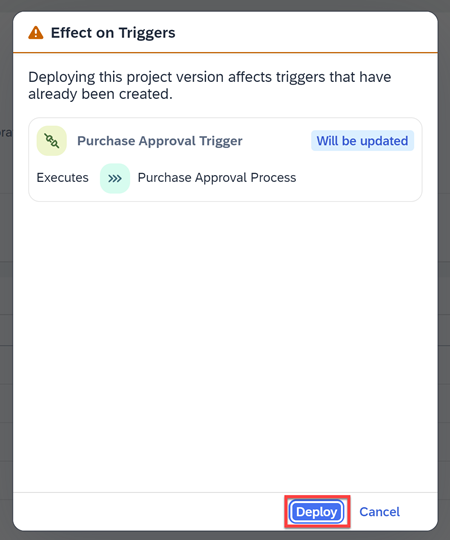 Effect on Triggers
Deploying this project version affects triggers that have
already been created.
Purchase Approval Trigger Will be updated
Executes Purchase Approval Process
Deploy Cancel